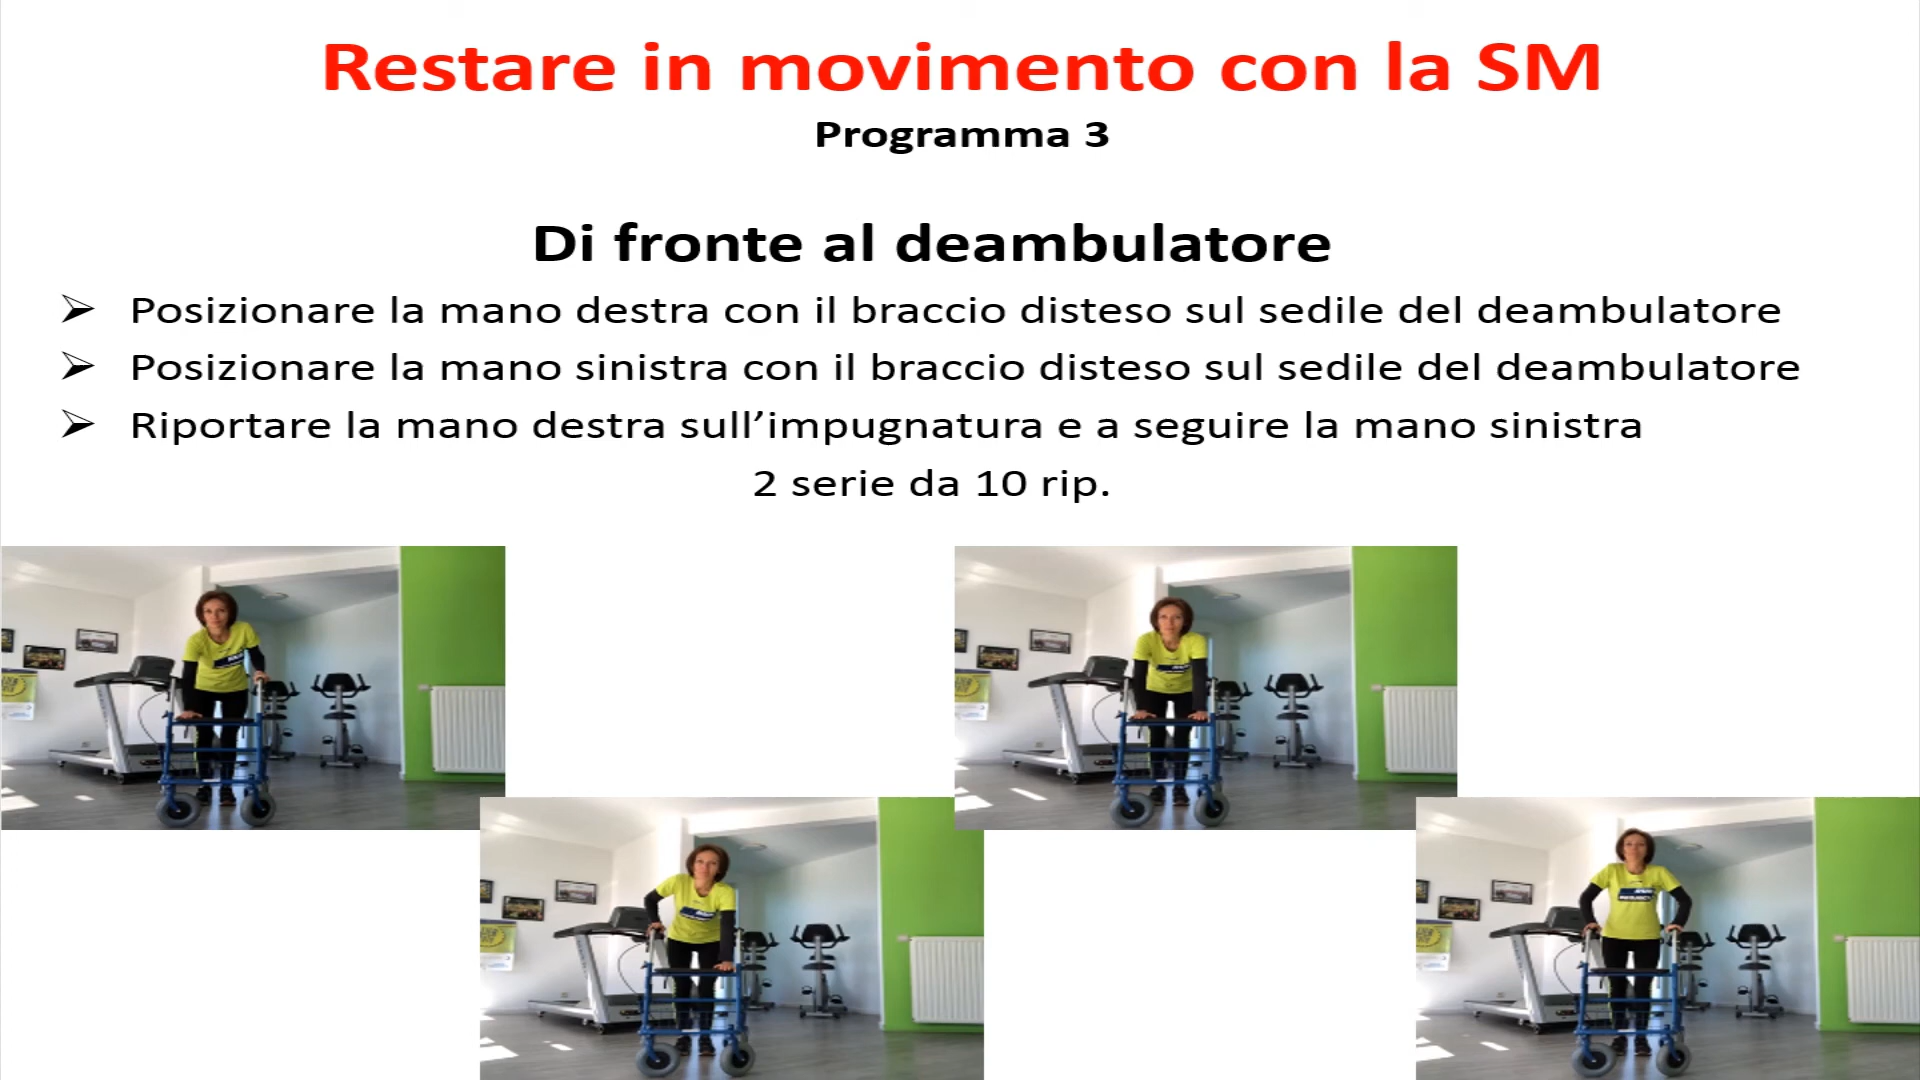 Restare in movimento con la SM
Programma 3
Di fronte al deambulatore
➢ Posizionare la mano destra con il braccio disteso sul sedile del deambulatore
➢ Posizionare la mano sinistra con il braccio disteso sul sedile del deambulatore
➢ Riportare la mano destra sull’impugnatura e a seguire la mano sinistra
2 serie da 10 rip.